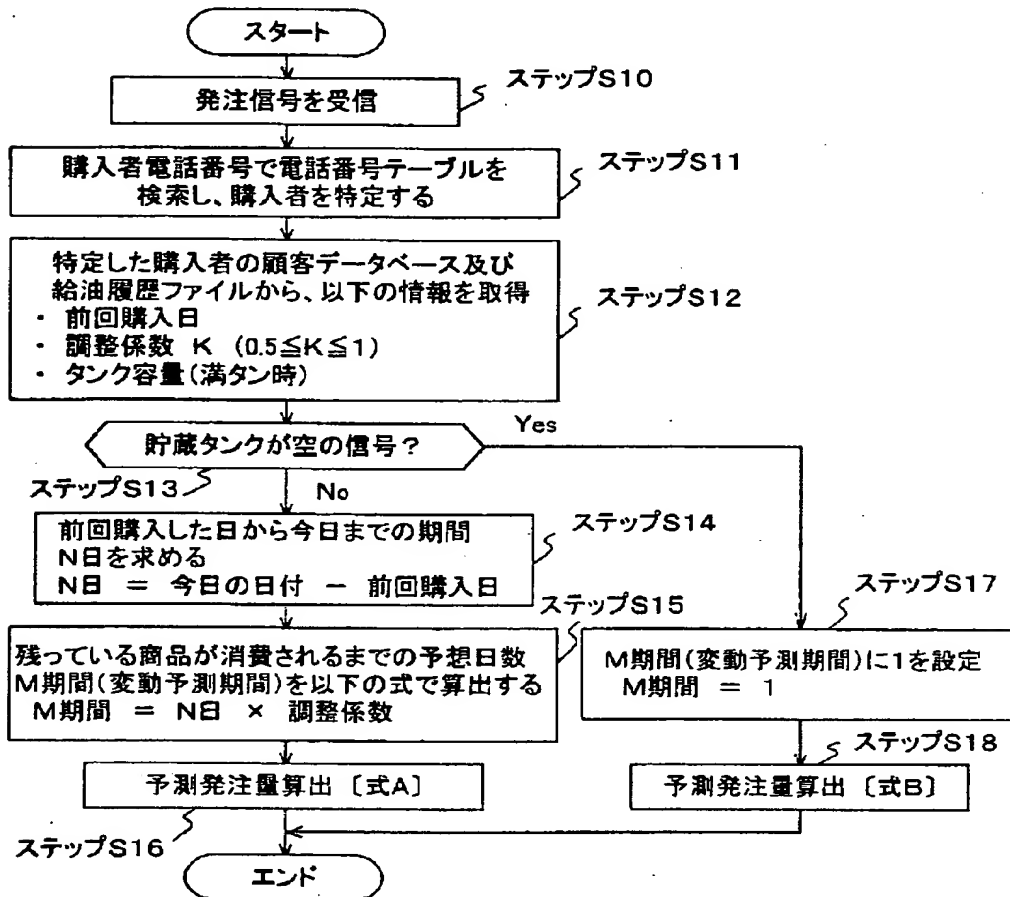 スタート
ステップS10
発注信号を受信
ステップS11
購入者電話番号で電話番号テーブルを
検索し、購入者を特定する
特定した購入者の顧客データベース及び
給油履歴ファイルから、以下の情報を取得
・ 前回購入日
・ 調整係数 K (0.5≦K≦1)
・ タンク容量(満タン時)
ステップS12
貯蔵タンクが空の信号?
Yes
ステップS13
No
ステップS14
前回購入した日から今日までの期間
N日を求める
N日 = 今日の日付 - 前回購入日
ステップS15
残っている商品が消費されるまでの予想日数
M期間(変動予測期間)を以下の式で算出する
M期間 = N日 × 調整係数
ステップS17
M期間(変動予測期間)に1を設定
M期間 = 1
予測発注量算出 〔式A〕
ステップS16
ステップS18
予測発注量算出 〔式B〕
エンド